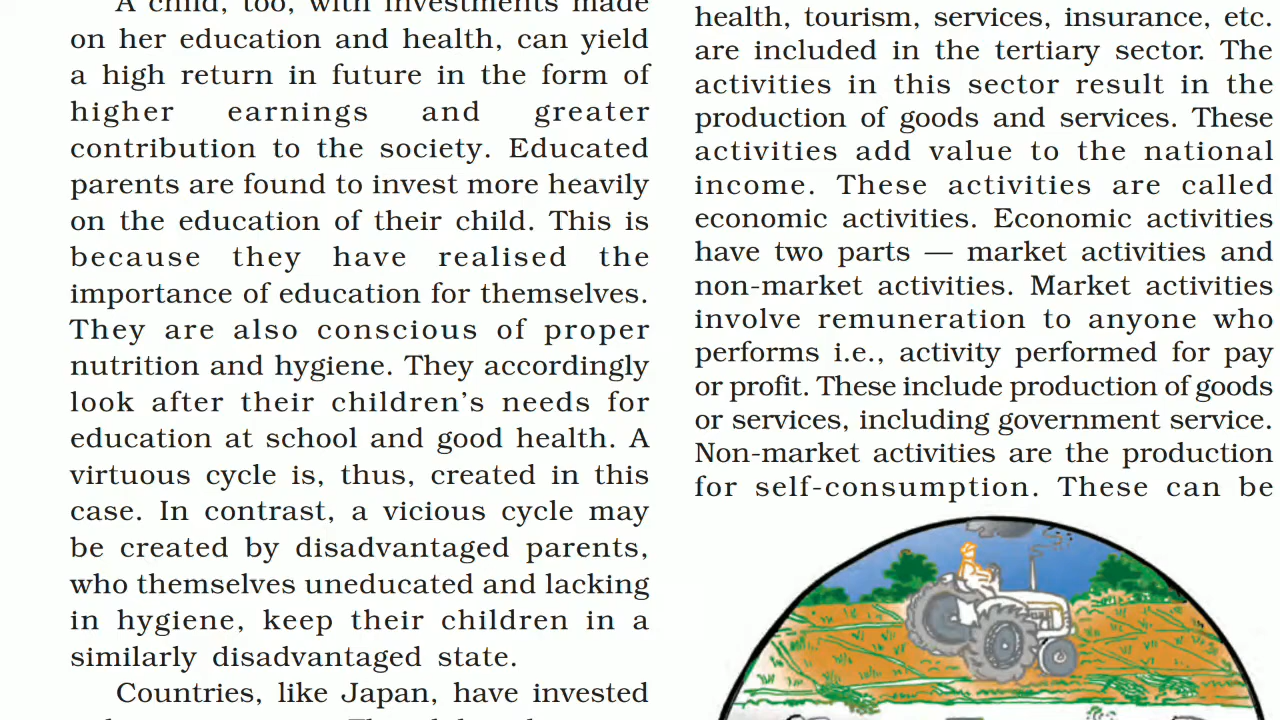 A child, too, with investments made
on her education and health, can yield
a high return in future in the form of
higher earnings and greater
contribution to the society. Educated
parents are found to invest more heavily
on the education of their child. This is
because they have realised the
importance of education for themselves.
They are also conscious of proper
nutrition and hygiene. They accordingly
look after their children’s needs for
education at school and good health. A
virtuous cycle is, thus, created in this
case. In contrast, a vicious cycle may
be created by disadvantaged parents,
who themselves uneducated and lacking
in hygiene, keep their children in a
similarly disadvantaged state.
Countries, like Japan, have invested
health, tourism, services, insurance, etc.
are included in the tertiary sector. The
activities in this sector result in the
production of goods and services. These
activities add value to the national
income. These activities are called
economic activities. Economic activities
have two parts — market activities and
non-market activities. Market activities
involve remuneration to anyone who
performs i.e., activity performed for pay
or profit. These include production of goods
or services, including government service.
Non-market activities are the production
for self-consumption. These can be